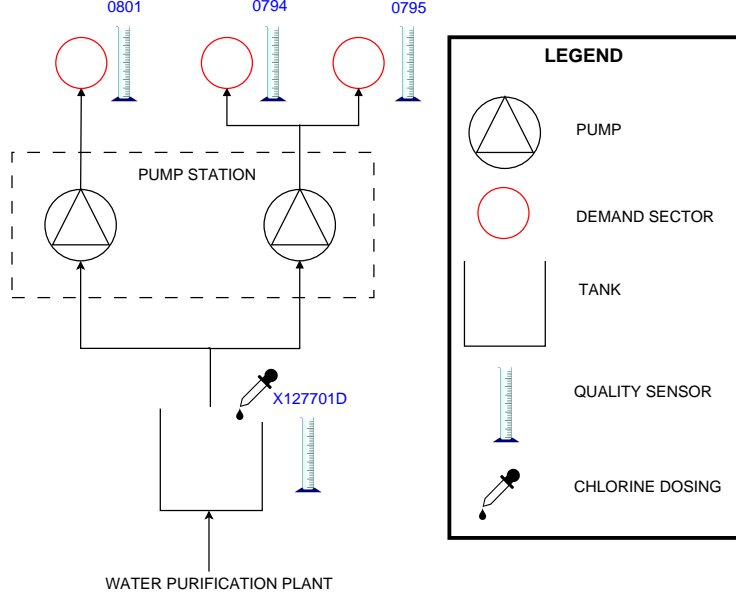 0801
0794
0795
LEGEND
PUMP
PUMP STATION
DEMAND SECTOR
TANK
X127701D
QUALITY SENSOR
CHLORINE DOSING
WATER PURIFICATION PLANT